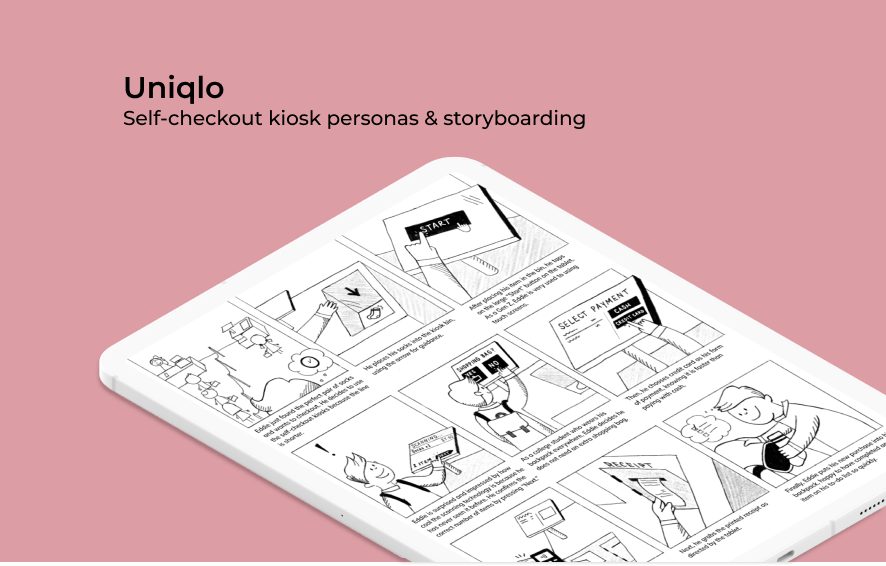 Uniqlo
Self-checkout kiosk personas & storyboarding
START
Eddie just found the perfect pair of socks
and wants to checkout. He decides to use
the self-checkout kiosks because the line
is shorter.
He places his socks into the kiosk bin,
using the arrow for guidance.
After placing his item in the bin, he taps
on the large "Start" button on the tablet.
As a Gen Z, Eddie is very used to using
touch screens.
!
SCANNING
1 ITEM
Eddie is surprised and impressed by how
cool the scanning technology is because he
has never seen it before. He confirms the
correct number of items by pressing "Next"
SHOPPING BAG?
YES
NO
As a college student who wears his
backpack everywhere, Eddie decides he
does not need an extra shopping bag.
SELECT PAYMENT
CASH
CREDIT CARD
Then, he chooses credit card as his form
of payment, knowing it is faster than
paying with cash.
RECEIPT
Next, he grabs the printed receipt as
directed by the tablet.
Finally, Eddie puts his new purchase into
backpack, happy to have completed
item on his to-do list so quickly.